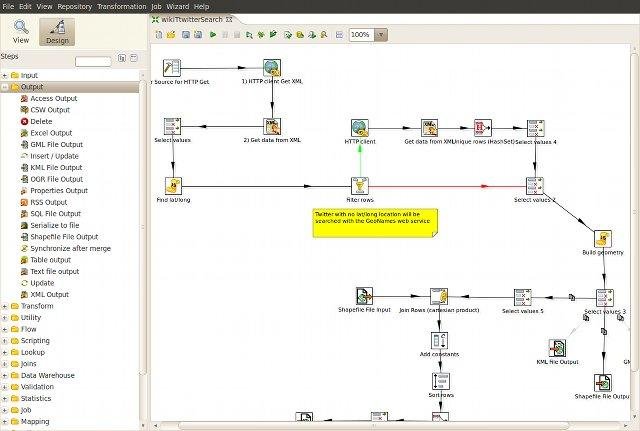 File Edit View Repository Transformation Job Wizard Help
View
Design
Steps
Input
Output
Access Output
CSW Output
Delete
Excel Output
GML File Output
Insert / Update
KML File Output
OGR File Output
Properties Output
RSS Output
SQL File Output
Serialize to file
Shapefile File Output
Synchronize after merge
Table output
Text file output
Update
XML Output
Transform
Utility
Flow
Scripting
Lookup
Joins
Data Warehouse
Validation
Statistics
Job
Mapping
wikiTtwitterSearch
100%
r Source for HTTP Get
1) HTTP client Get XML
Select values
2) Get data from XML
HTTP client
Get data from XML
Unique rows (HashSet)
Select values 4
Find lat/long
Filter rows
Select values 2
Twitter with no lat/long location will be
searched with the GeoNames web service
Build geometry
Shapefile File Input
Join Rows (cartesian product)
Select values 5
Select values 3
Add constants
KML File Output
Sort rows
Shapefile File Outpu